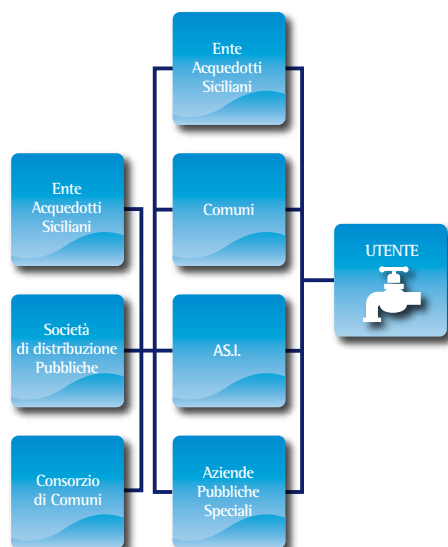 Ente
Acquedotti
Siciliani
Ente
Acquedotti
Siciliani
Comuni
UTENTE
Società
di distribuzione
Pubbliche
AS.I.
Consorzio
di Comuni
Aziende
Pubbliche
Speciali